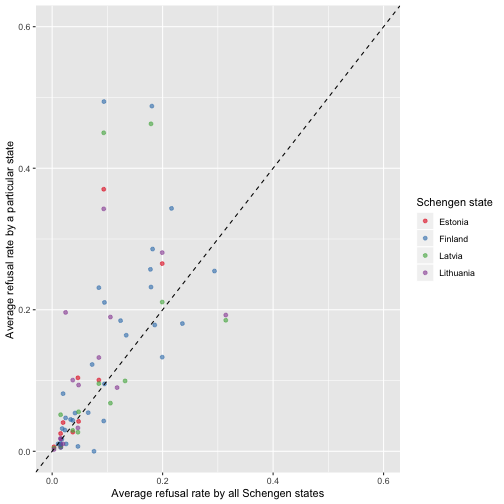 Average refusal rate by a particular state
0.6
0.4
0.2
0.0
0.0 0.2 0.4 0.6
Average refusal rate by all Schengen states
Schengen state
Estonia
Finland
Latvia
Lithuania